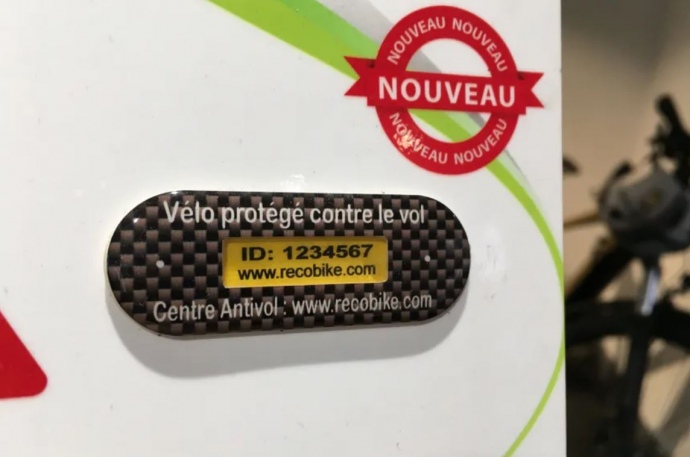 NOUVEAU NOUVEAU
NOUVEAU
NOUVEAU NOUVEAU
Vélo protégé contre le vol
ID: 1234567
www.recobike.com
Centre Antivol : www.recobike.com